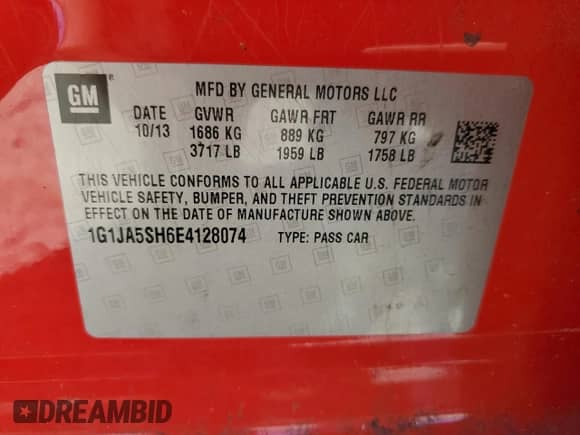 GM
MFD BY GENERAL MOTORS LLC
DATE GVWR GAWR FRT GAWR RR
10/13 1686 KG 889 KG 797 KG
3717 LB 1959 LB 1758 LB
THIS VEHICLE CONFORMS TO ALL APPLICABLE U.S. FEDERAL MOTOR
VEHICLE SAFETY, BUMPER, AND THEFT PREVENTION STANDARDS IN
EFFECT ON THE DATE OF MANUFACTURE SHOWN ABOVE.
1G1JA5SH6E4128074 TYPE: PASS CAR
DREAMBID